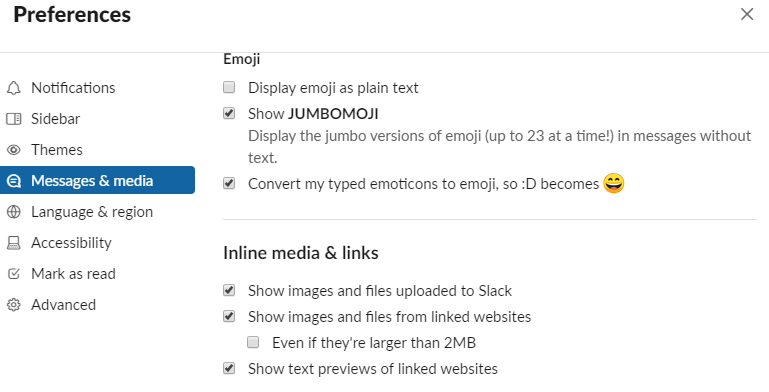 Preferences
Emoji
Notifications
Display emoji as plain text
Sidebar
Show JUMBOMOJI
Display the jumbo versions of emoji (up to 23 at a time!) in messages without
text.
Themes
Messages & media
Convert my typed emoticons to emoji, so :D becomes 😄
Language & region
Accessibility
Mark as read
Advanced
Inline media & links
Show images and files uploaded to Slack
Show images and files from linked websites
Even if they're larger than 2MB
Show text previews of linked websites